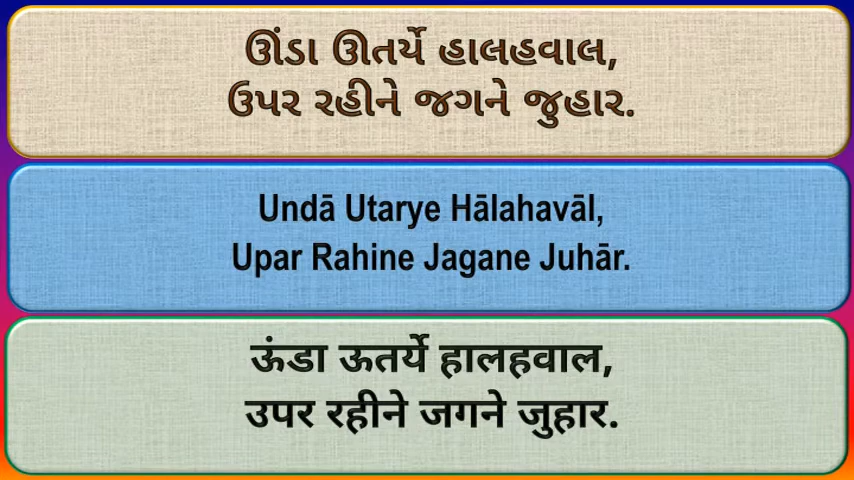 ઊંડા ઊતર્યે હાલહવાલ,
ઉપર રહીને જગને જુહાર.
Undā Utarye Hālahavāl,
Upar Rahine Jagane Juhār.
ऊंडा ऊतर्ये हालहवाल,
उपर रहीने जगने जुहार.